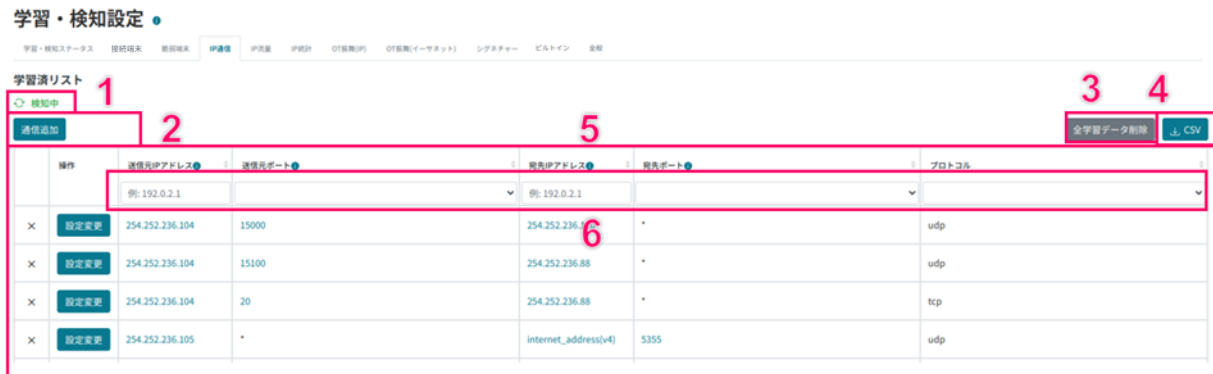 学習・検知設定
学習・検知ステータス 接続端末 脆弱端末 IP通信 IP流量 IP統計 OT振舞(IP) OT振舞(イーサネット) シグネチャー ビルトイン 全般
学習済リスト
検知中
1
通信追加
2
5
3
4
全学習データ削除
CSV
操作 送信元IPアドレス 送信元ポート 宛先IPアドレス 宛先ポート プロトコル
例: 192.0.2.1 例: 192.0.2.1
× 設定変更 254.252.236.104 15000 254.252.236. * udp
6
× 設定変更 254.252.236.104 15100 254.252.236.88 * udp
× 設定変更 254.252.236.104 20 254.252.236.88 * tcp
× 設定変更 254.252.236.105 * internet_address(v4) 5355 udp